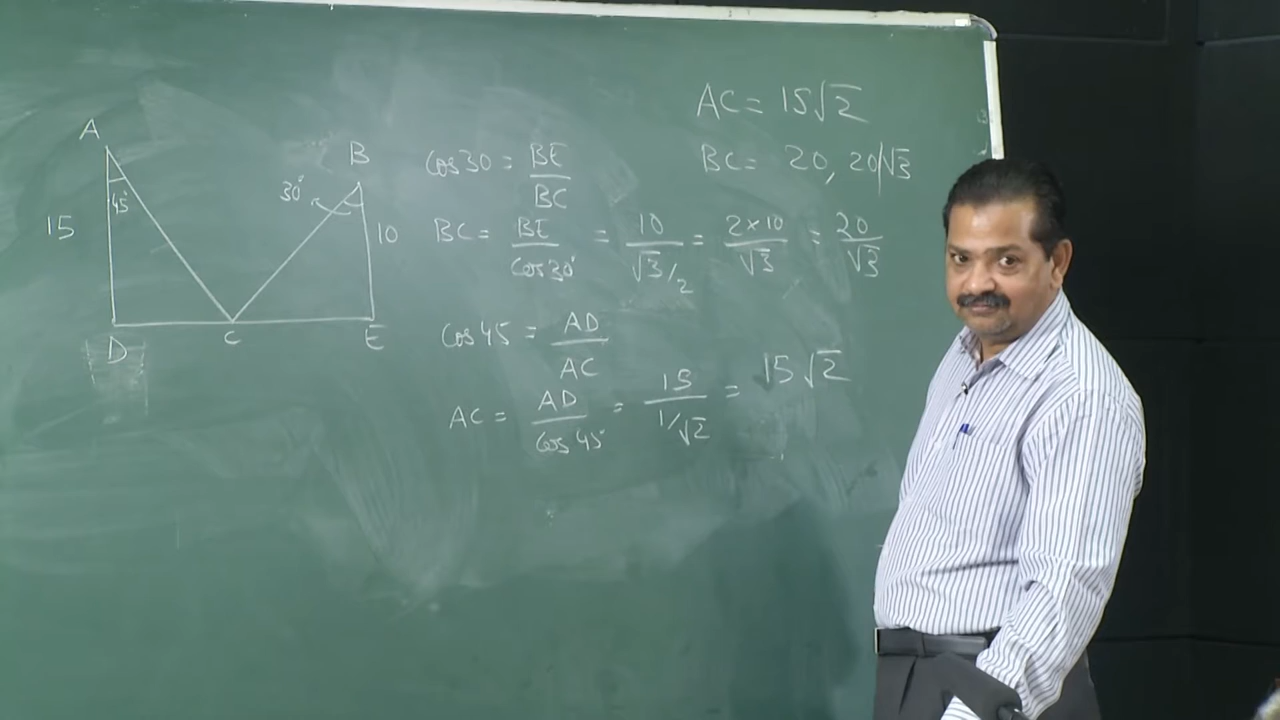 A
B
45
30°
15
10
D
C
E
cos 30 = BE / BC
BC = BE / cos 30° = 10 / √3/2 = 2×10 / √3 = 20 / √3
cos 45 = AD / AC
AC = AD / cos 45° = 15 / 1/√2 = 15√2
AC = 15√2
BC = 20, 20/√3